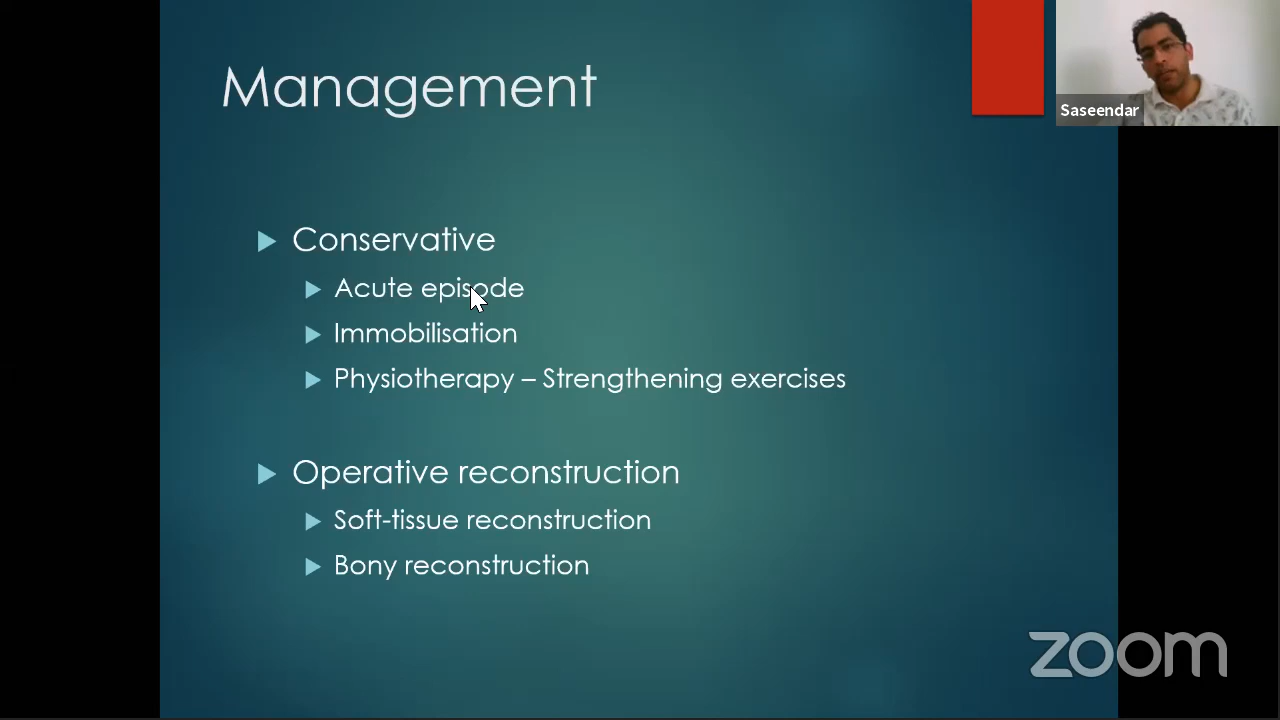 Management
Saseendar
Conservative
Acute episode
Immobilisation
Physiotherapy – Strengthening exercises
Operative reconstruction
Soft-tissue reconstruction
Bony reconstruction
zoom